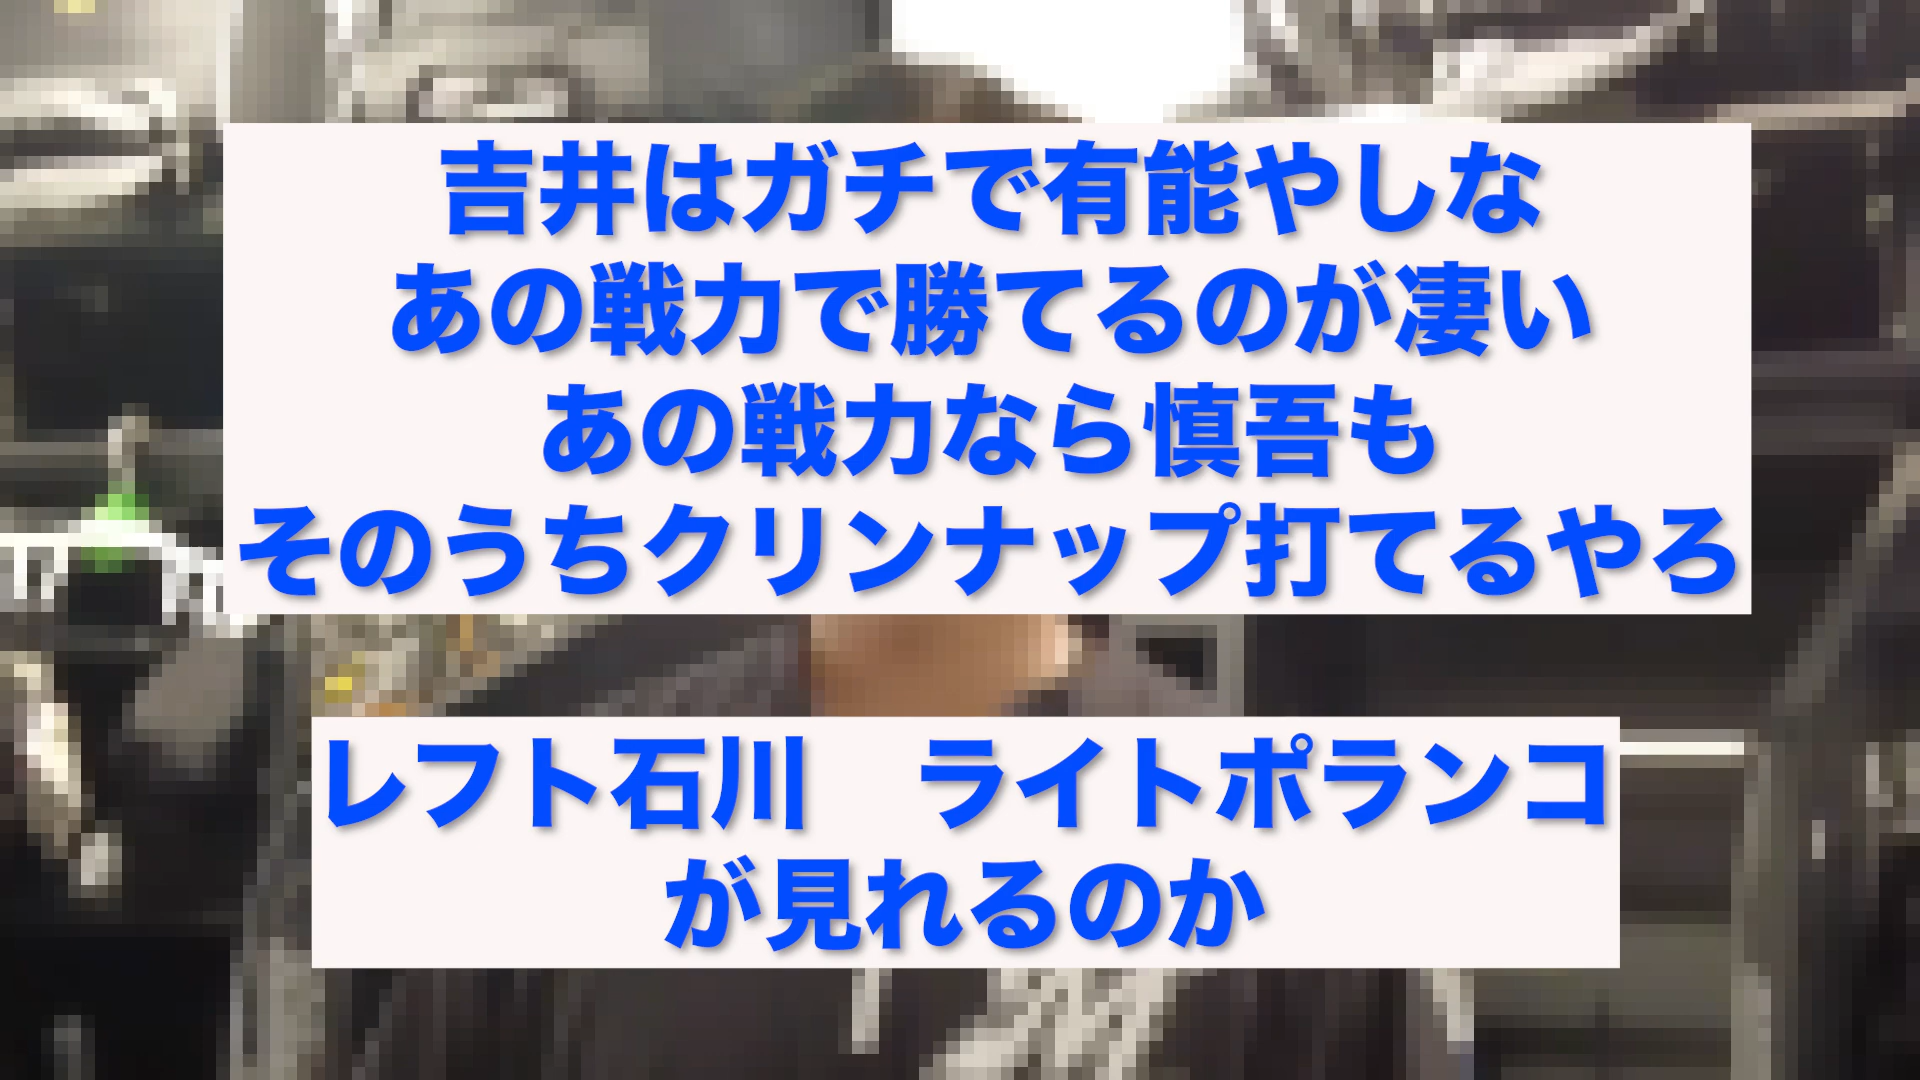 吉井はガチで有能やしな
あの戦力で勝てるのが凄い
あの戦力なら慎吾も
そのうちクリンナップ打てるやろ
レフト石川　ライトポランコ
が見れるのか